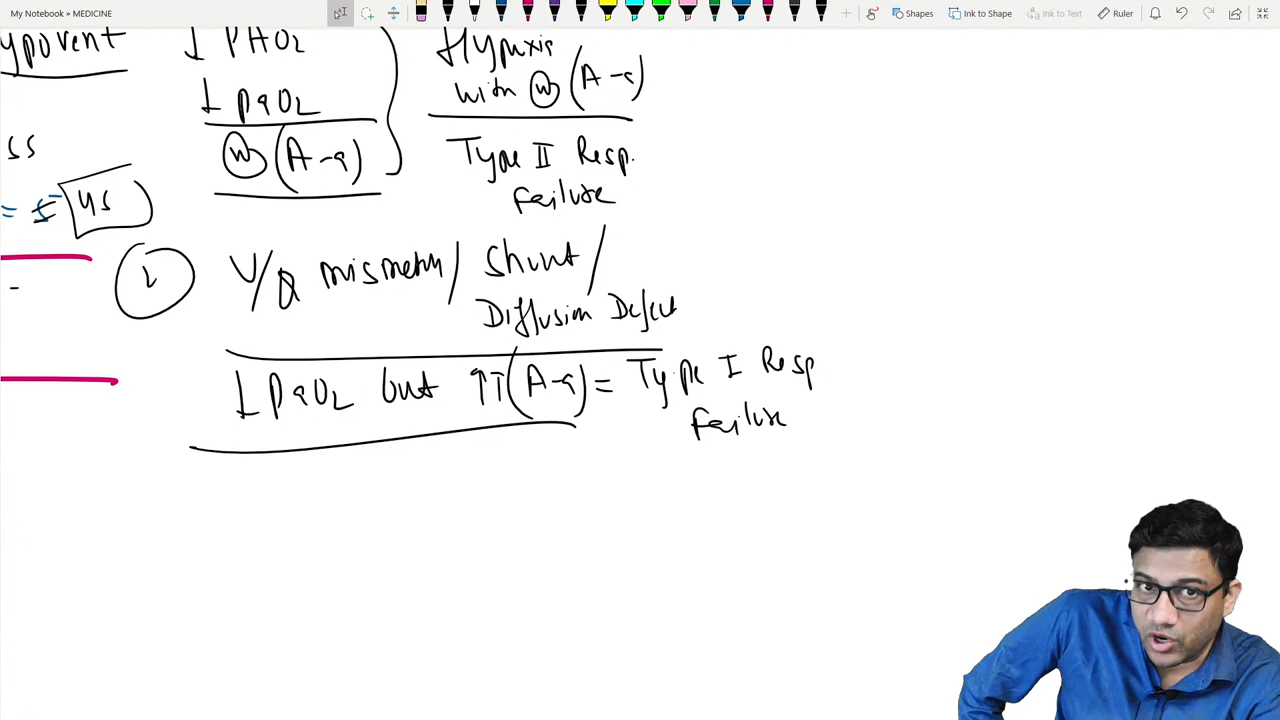 My Notebook » MEDICINE
Shapes
Ink to Shape
Ink to Text
Ruler
ypovent
↓ PAO2
↓ PaO2
(N) (A-a)
Hypoxia
with (N) (A-a)
Type II Resp.
failure
ss
= 5 45
2
V/Q mismatch / Shunt /
Diffusion Defect
↓ PaO2 but ↑↑(A-a) = Type I Resp
failure